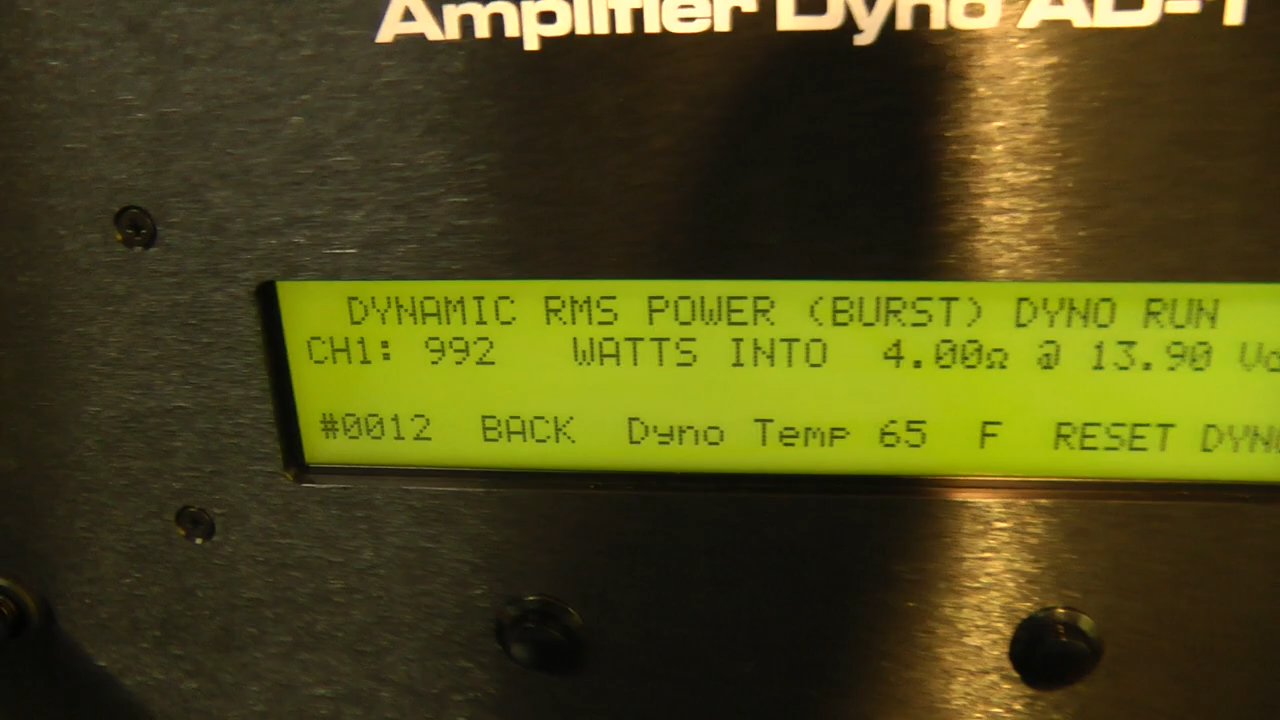 Amplifier Dyno AD-1
DYNAMIC RMS POWER (BURST) DYNO RUN
CH1: 992 WATTS INTO 4.00Ω @ 13.90
#0012 BACK Dyno Temp 65 F RESET